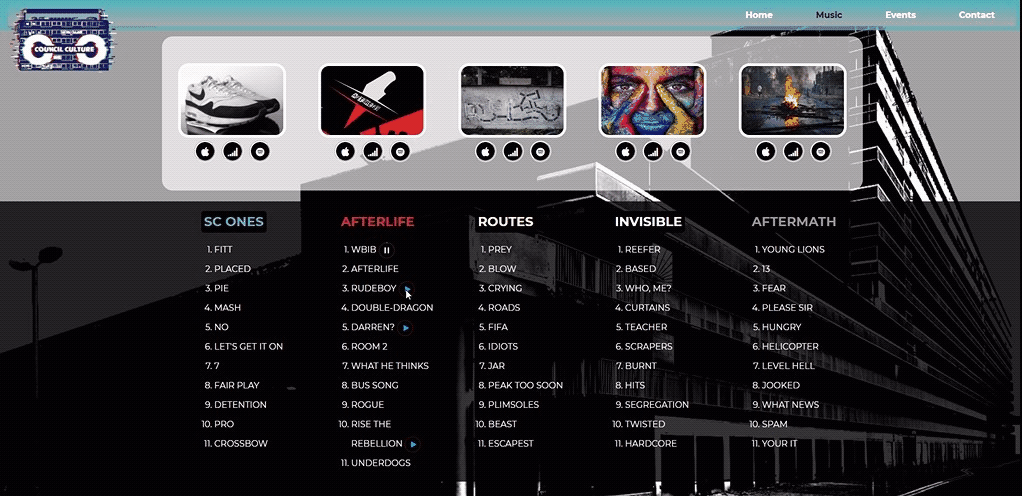 Home Music Events Contact
COUNCIL CULTURE
SC ONES
1. FITT
2. PLACED
3. PIE
4. MASH
5. NO
6. LET'S GET IT ON
7. 7
8. FAIR PLAY
9. DETENTION
10. PRO
11. CROSSBOW
AFTERLIFE
1. WBIB
2. AFTERLIFE
3. RUDEBOY
4. DOUBLE-DRAGON
5. DARREN?
6. ROOM 2
7. WHAT HE THINKS
8. BUS SONG
9. ROGUE
10. RISE THE
REBELLION
11. UNDERDOGS
ROUTES
1. PREY
2. BLOW
3. CRYING
4. ROADS
5. FIFA
6. IDIOTS
7. JAR
8. PEAK TOO SOON
9. PLIMSOLES
10. BEAST
11. ESCAPEST
INVISIBLE
1. REEFER
2. BASED
3. WHO, ME?
4. CURTAINS
5. TEACHER
6. SCRAPERS
7. BURNT
8. HITS
9. SEGREGATION
10. TWISTED
11. HARDCORE
AFTERMATH
1. YOUNG LIONS
2. 13
3. FEAR
4. PLEASE SIR
5. HUNGRY
6. HELICOPTER
7. LEVEL HELL
8. JOOKED
9. WHAT NEWS
10. SPAM
11. YOUR IT